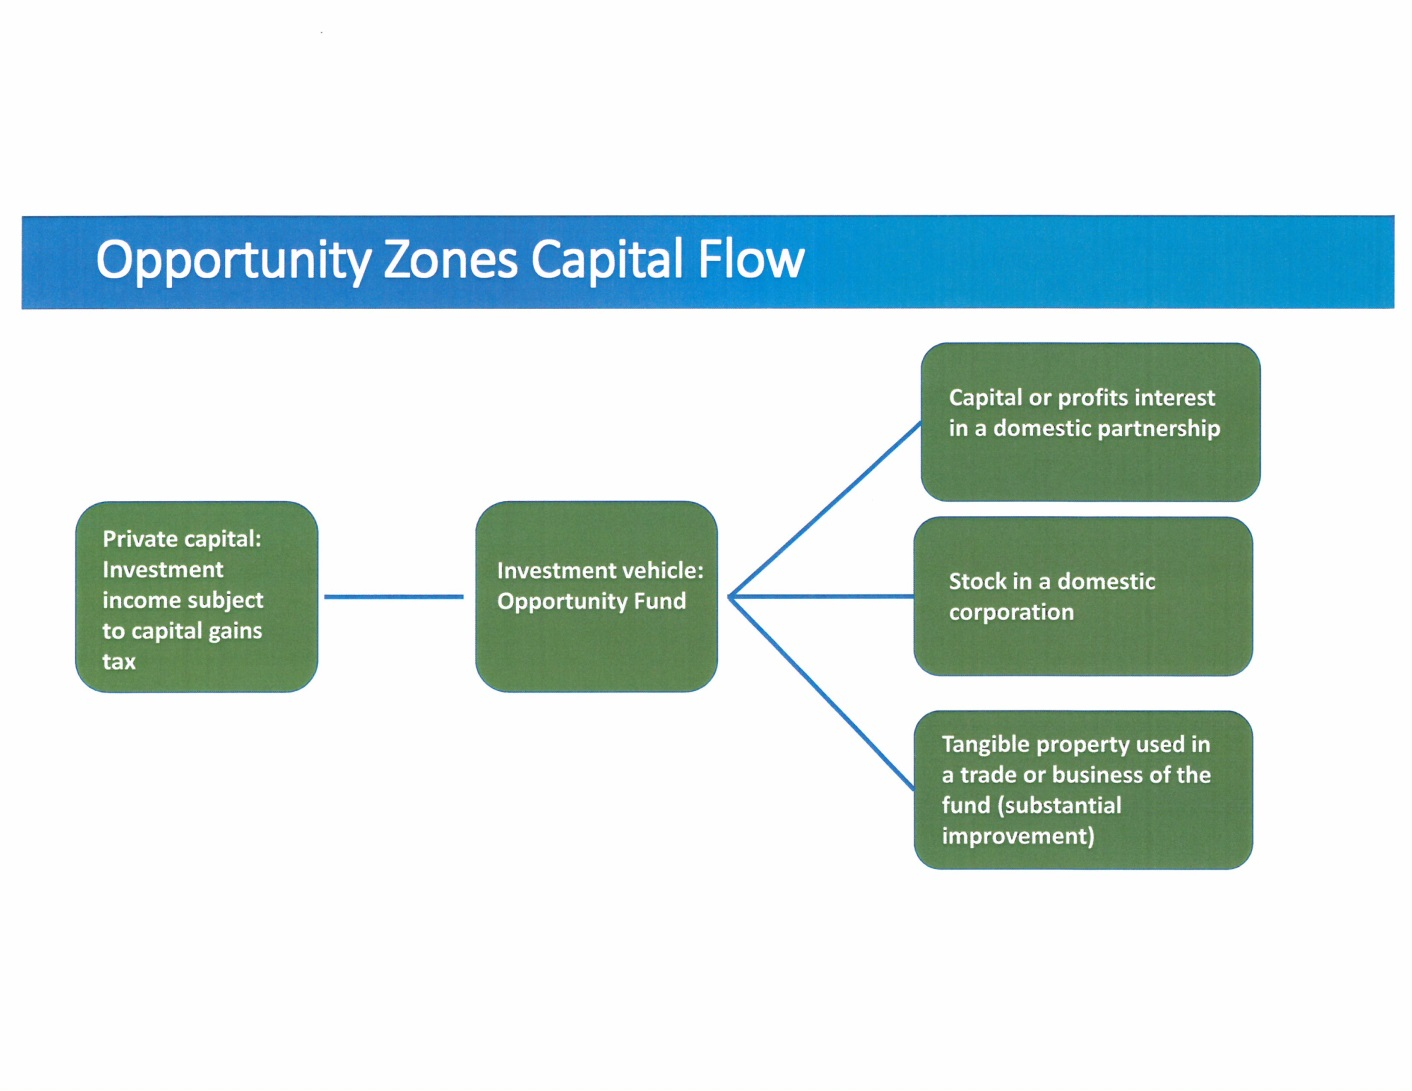 Opportunity Zones Capital Flow
Private capital:
Investment
income subject
to capital gains
tax
Investment vehicle:
Opportunity Fund
Capital or profits interest
in a domestic partnership
Stock in a domestic
corporation
Tangible property used in
a trade or business of the
fund (substantial
improvement)